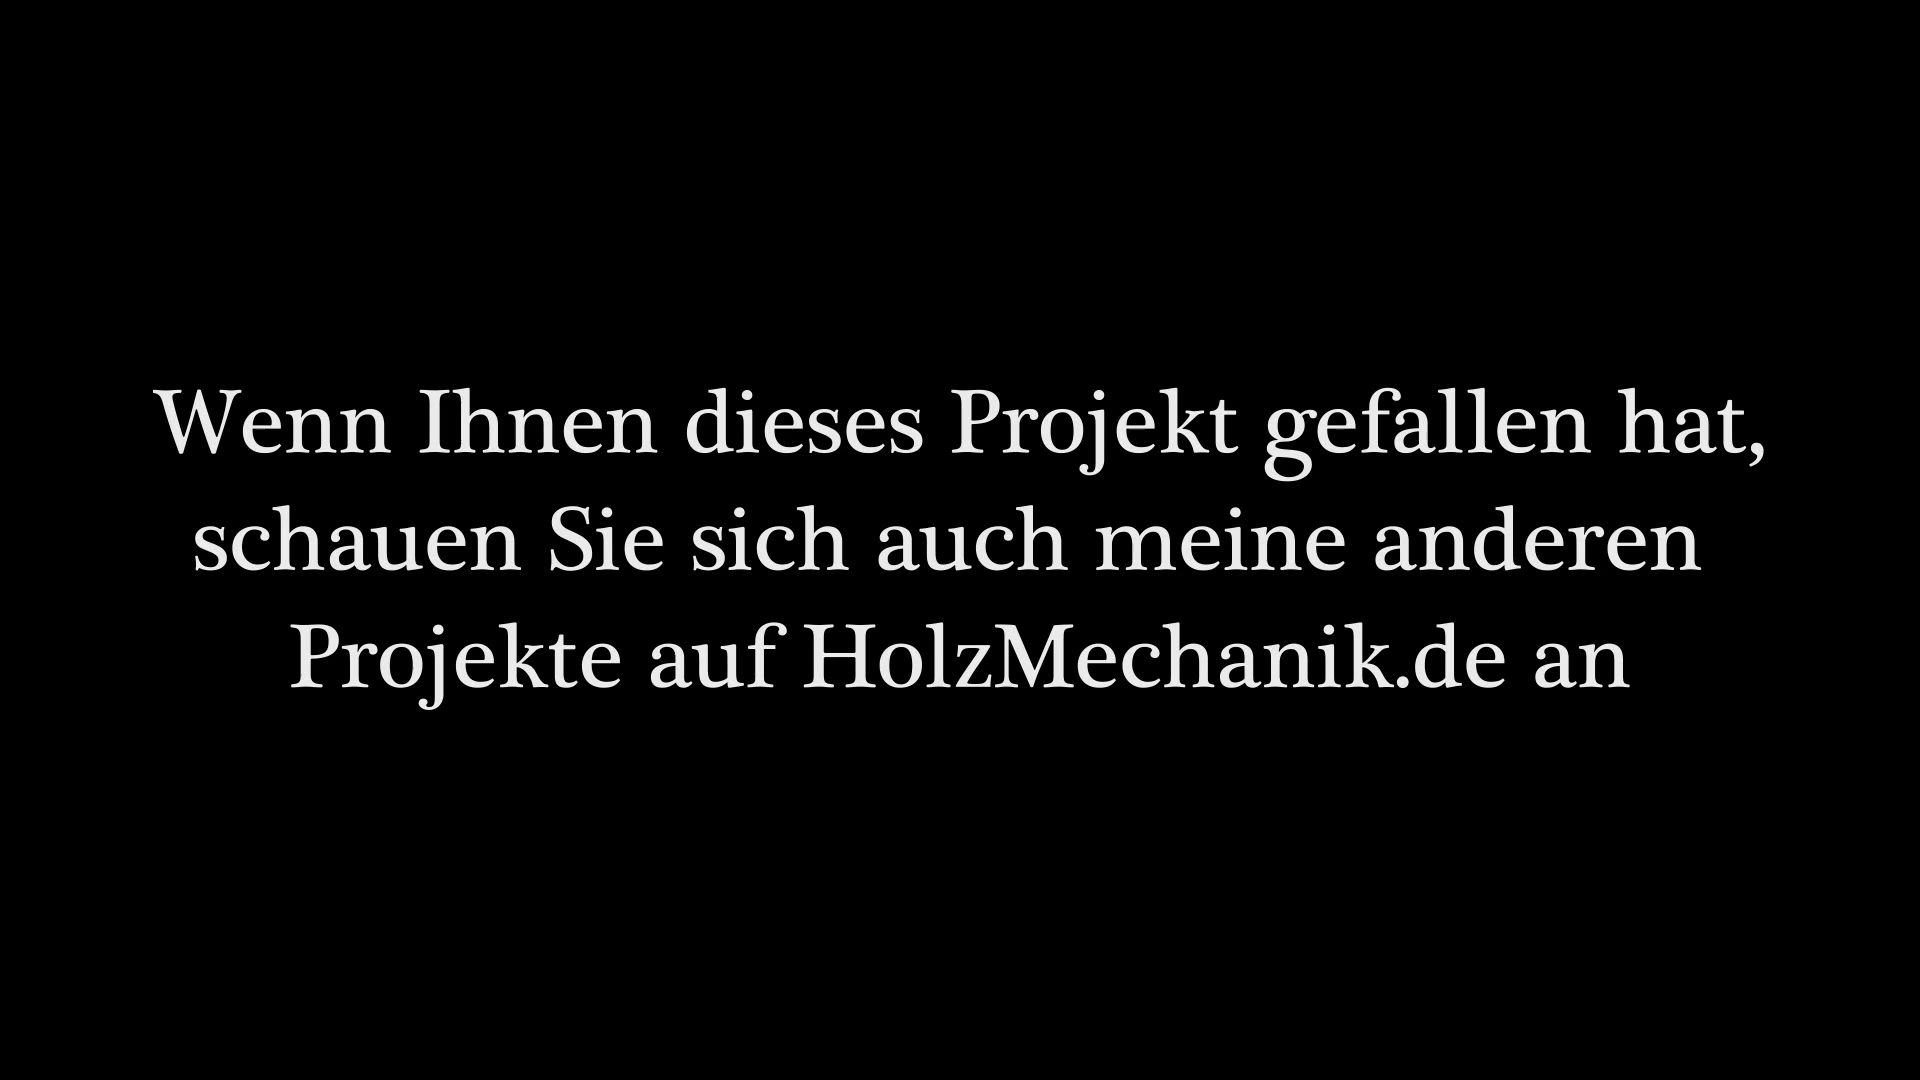 Wenn Ihnen dieses Projekt gefallen hat,
schauen Sie sich auch meine anderen
Projekte auf HolzMechanik.de an